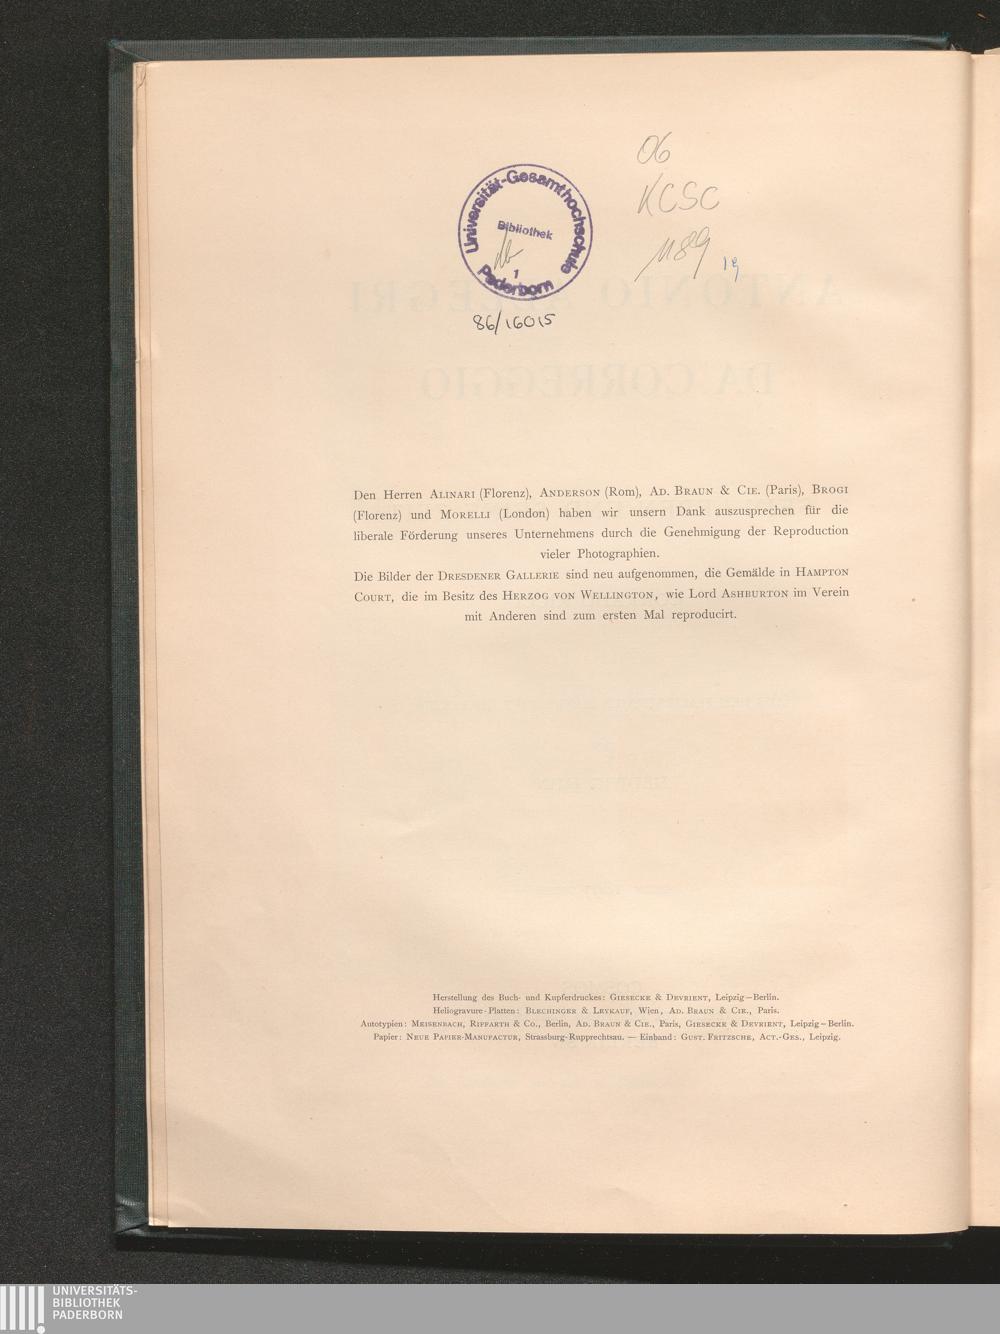 06
KCSC
1189 19
Universität-Gesamthochschule
Bibliothek
1
Paderborn
86/16015
ANTONIO ALLEGRI
DA CORREGGIO
Den Herren ALINARI (Florenz), ANDERSON (Rom), AD. BRAUN & CIE. (Paris), BROGI
(Florenz) und MORELLI (London) haben wir unsern Dank auszusprechen für die
liberale Förderung unseres Unternehmens durch die Genehmigung der Reproduction
vieler Photographien.
Die Bilder der DRESDENER GALLERIE sind neu aufgenommen, die Gemälde in HAMPTON
COURT, die im Besitz des HERZOG VON WELLINGTON, wie Lord ASHBURTON im Verein
mit Anderen sind zum ersten Mal reproducirt.
Herstellung des Buch- und Kupferdruckes: GIESECKE & DEVRIENT, Leipzig—Berlin.
Heliogravure-Platten: BLECHINGER & LEYKAUF, Wien, AD. BRAUN & CIE., Paris.
Autotypien: MEISENBACH, RIFFARTH & CO., Berlin, AD. BRAUN & CIE., Paris, GIESECKE & DEVRIENT, Leipzig—Berlin.
Papier: NEUE PAPIER-MANUFACTUR, Strassburg-Rupprechtsau. — Einband: GUST. FRITZSCHE, ACT.-GES., Leipzig.
UNIVERSITÄTS-
BIBLIOTHEK
PADERBORN